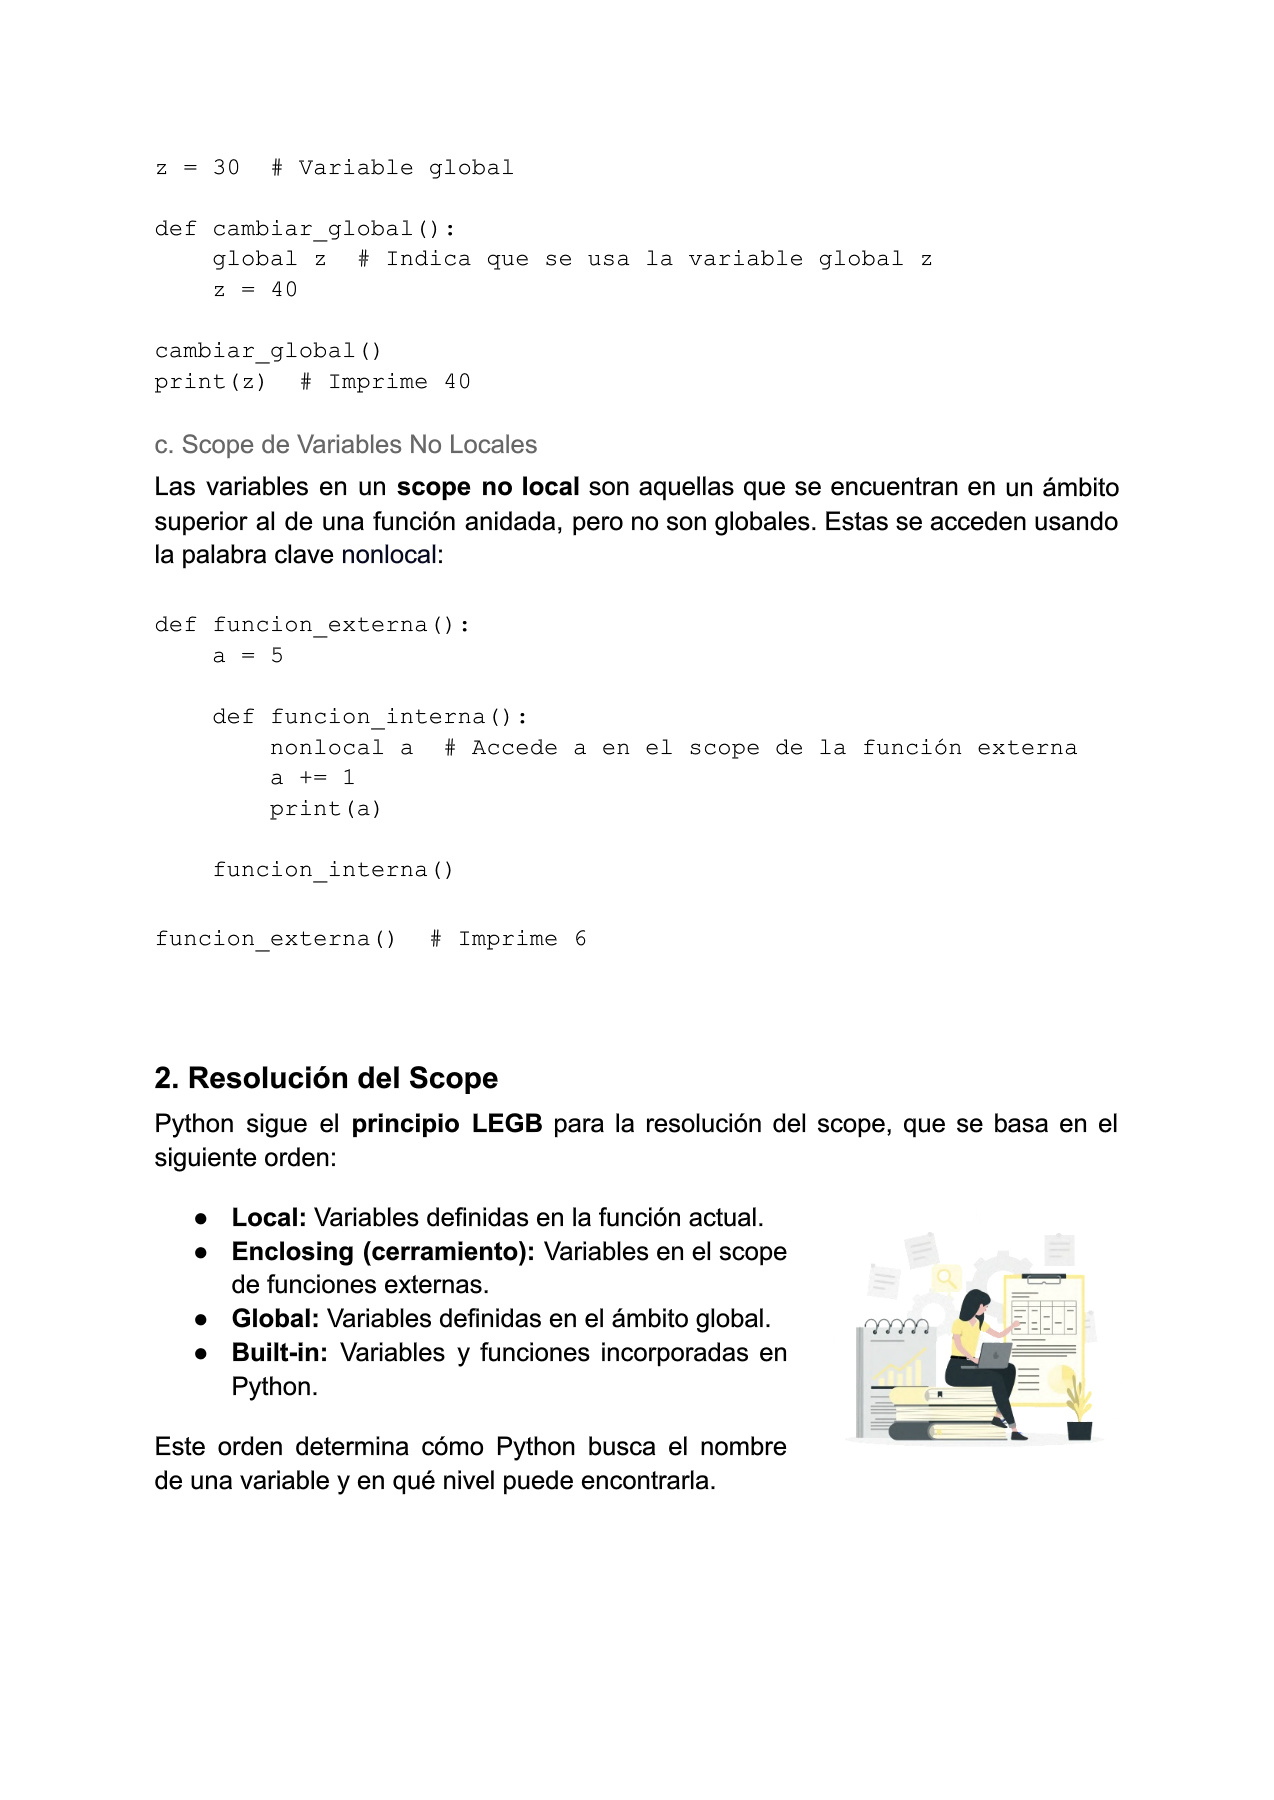 z = 30  # Variable global
def cambiar_global():
    global z  # Indica que se usa la variable global z
    z = 40
cambiar_global()
print(z)  # Imprime 40
c. Scope de Variables No Locales
Las variables en un scope no local son aquellas que se encuentran en un ámbito
superior al de una función anidada, pero no son globales. Estas se acceden usando
la palabra clave nonlocal:
def funcion_externa():
    a = 5
    def funcion_interna():
        nonlocal a  # Accede a en el scope de la función externa
        a += 1
        print(a)
    funcion_interna()
funcion_externa()  # Imprime 6
2. Resolución del Scope
Python sigue el principio LEGB para la resolución del scope, que se basa en el
siguiente orden:
● Local: Variables definidas en la función actual.
● Enclosing (cerramiento): Variables en el scope
de funciones externas.
● Global: Variables definidas en el ámbito global.
● Built-in: Variables y funciones incorporadas en
Python.
Este orden determina cómo Python busca el nombre
de una variable y en qué nivel puede encontrarla.